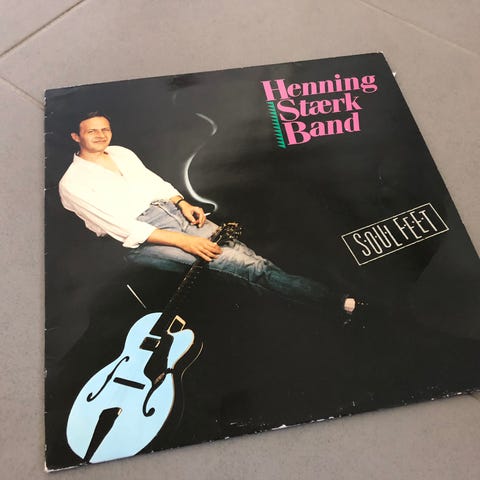 Henning
Stærk
Band
SOUL FEET